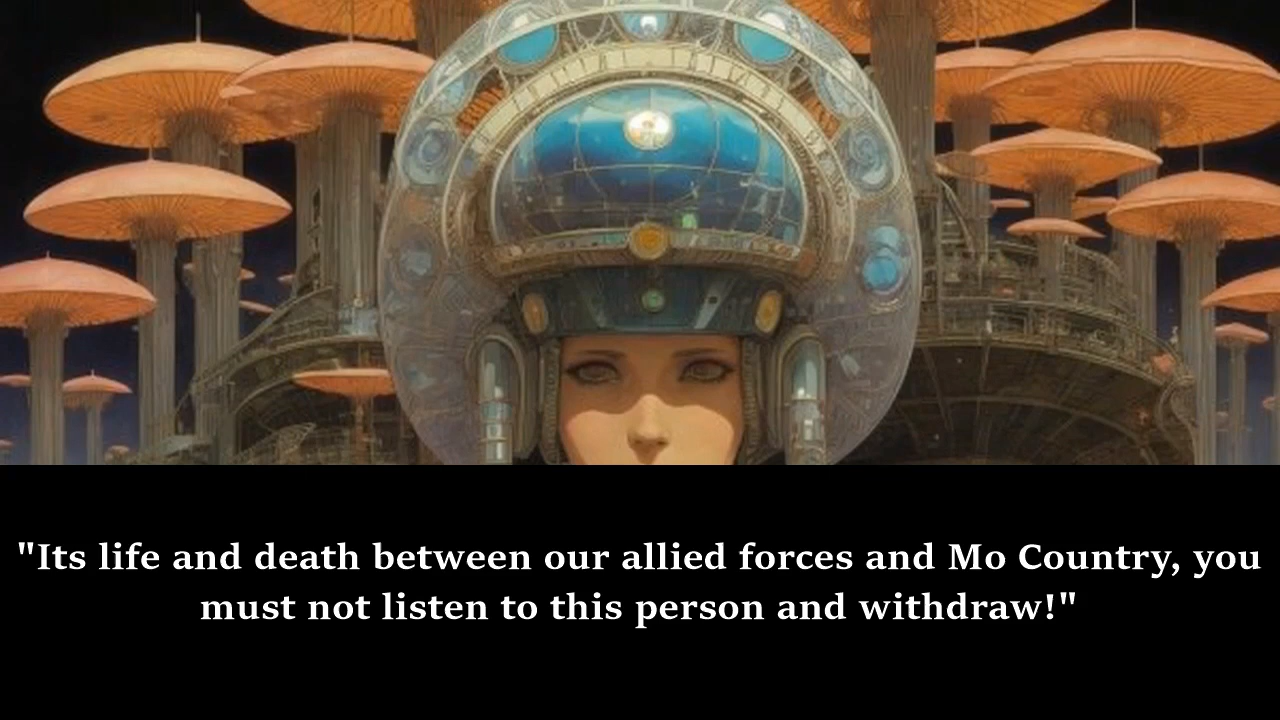 "Its life and death between our allied forces and Mo Country, you
must not listen to this person and withdraw!"